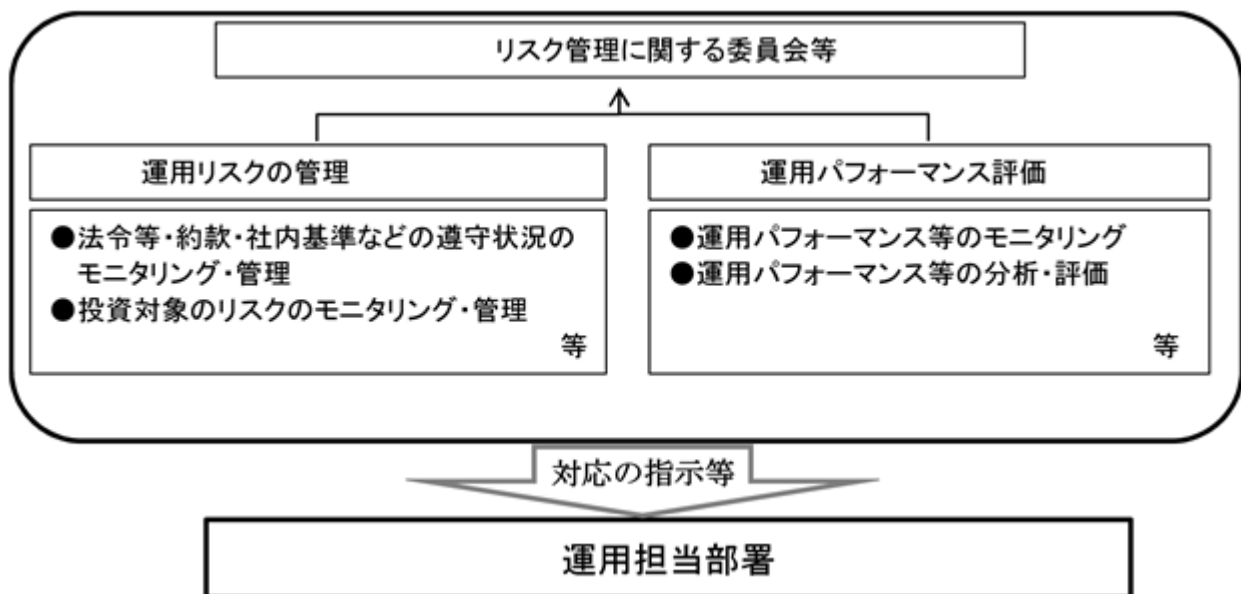 リスク管理に関する委員会等
運用リスクの管理
●法令等・約款・社内基準などの遵守状況の
モニタリング・管理
●投資対象のリスクのモニタリング・管理
等
運用パフォーマンス評価
●運用パフォーマンス等のモニタリング
●運用パフォーマンス等の分析・評価
等
対応の指示等
運用担当部署